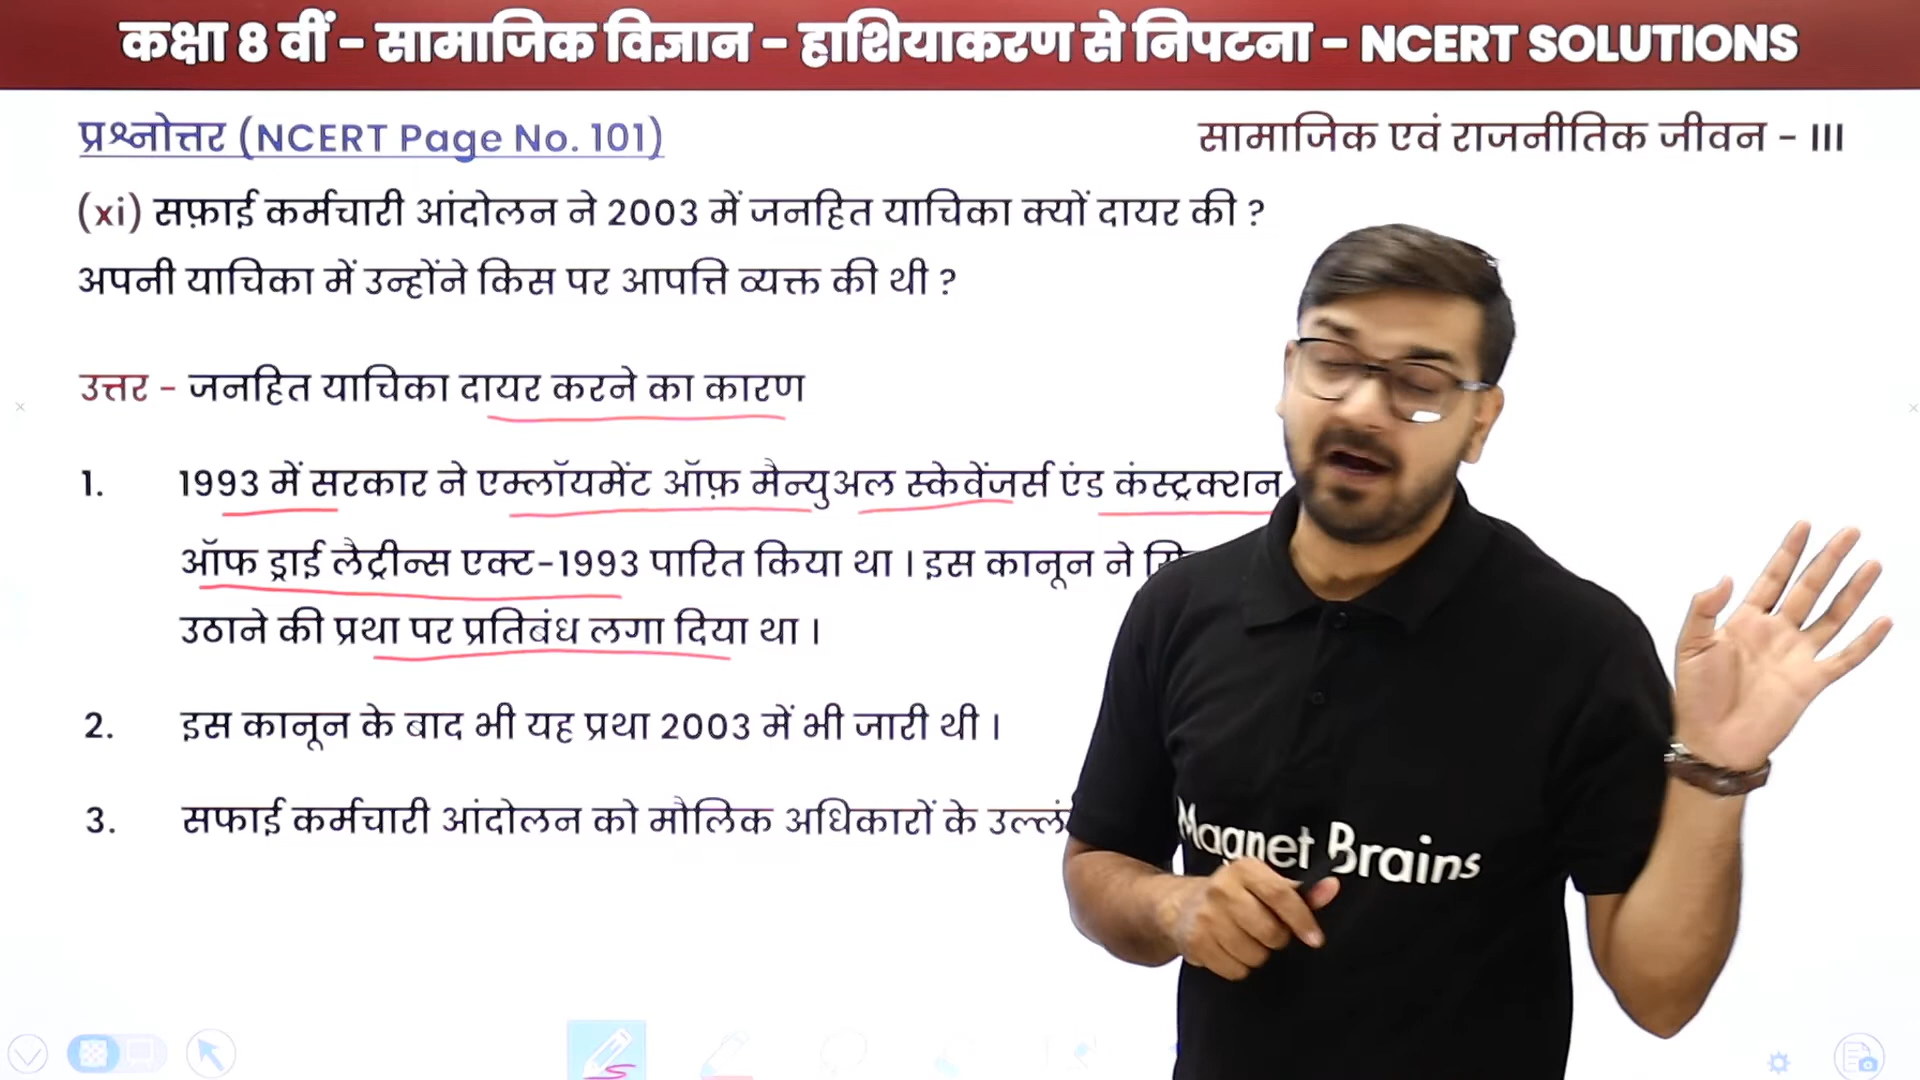 कक्षा 8 वीं - सामाजिक विज्ञान - हाशियाकरण से निपटना - NCERT SOLUTIONS
प्रश्नोत्तर (NCERT Page No. 101)
सामाजिक एवं राजनीतिक जीवन - III
(xi) सफ़ाई कर्मचारी आंदोलन ने 2003 में जनहित याचिका क्यों दायर की ?
अपनी याचिका में उन्होंने किस पर आपत्ति व्यक्त की थी ?
उत्तर - जनहित याचिका दायर करने का कारण
1. 1993 में सरकार ने एम्लॉयमेंट ऑफ़ मैन्युअल स्केवेंजर्स एंड कंस्ट्रक्शन
ऑफ ड्राई लैट्रीन्स एक्ट-1993 पारित किया था । इस कानून ने
उठाने की प्रथा पर प्रतिबंध लगा दिया था ।
2. इस कानून के बाद भी यह प्रथा 2003 में भी जारी थी ।
3. सफाई कर्मचारी आंदोलन को मौलिक अधिकारों के
Magnet Brains